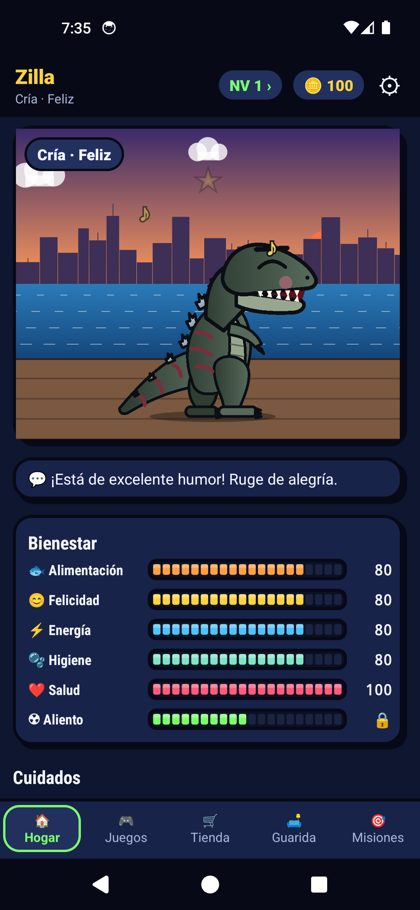 7:35
Zilla
Cría · Feliz
NV 1 ›
🪙 100
Cría · Feliz
💬 ¡Está de excelente humor! Ruge de alegría.
Bienestar
🐟 Alimentación 80
😊 Felicidad 80
⚡ Energía 80
🫧 Higiene 80
❤️ Salud 100
☢ Aliento 🔒
Cuidados
🏠 Hogar
🎮 Juegos
🛒 Tienda
🛋️ Guarida
🎯 Misiones